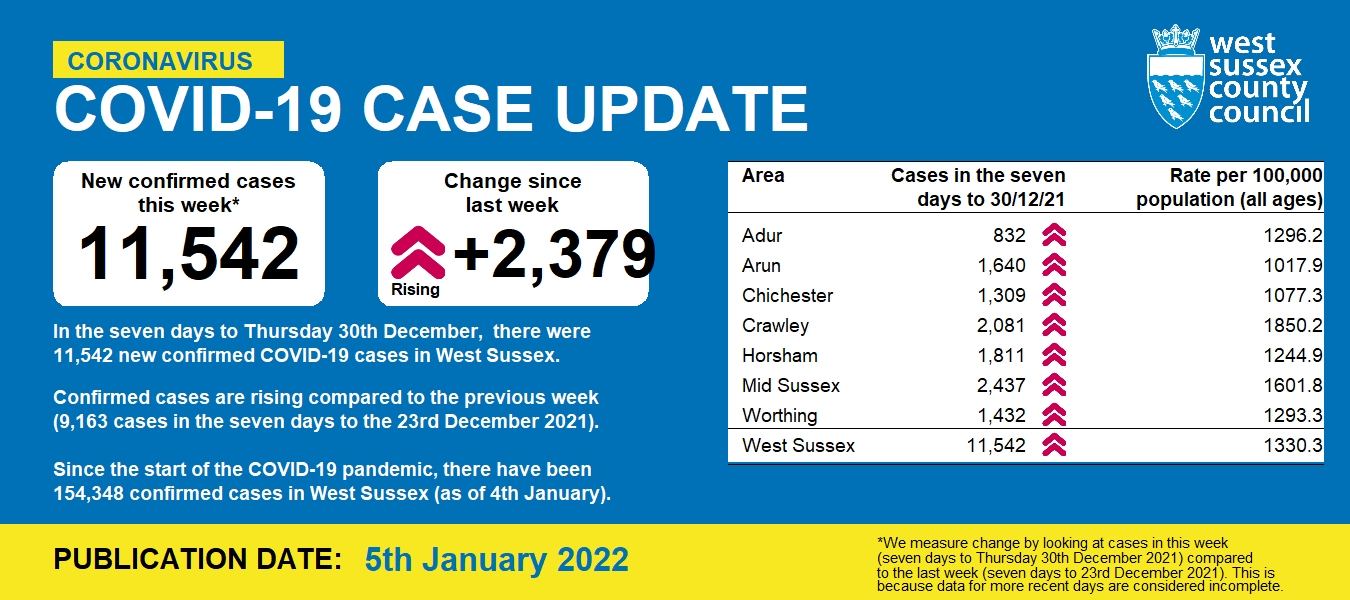 CORONAVIRUS
COVID-19 CASE UPDATE
west
sussex
county
council
New confirmed cases
this week*
11,542
Change since
last week
+2,379
Rising
In the seven days to Thursday 30th December,  there were
11,542 new confirmed COVID-19 cases in West Sussex.
Confirmed cases are rising compared to the previous week
(9,163 cases in the seven days to the 23rd December 2021).
Since the start of the COVID-19 pandemic, there have been
154,348 confirmed cases in West Sussex (as of 4th January).
Area Cases in the seven Rate per 100,000
days to 30/12/21 population (all ages)
Adur 832 1296.2
Arun 1,640 1017.9
Chichester 1,309 1077.3
Crawley 2,081 1850.2
Horsham 1,811 1244.9
Mid Sussex 2,437 1601.8
Worthing 1,432 1293.3
West Sussex 11,542 1330.3
PUBLICATION DATE: 5th January 2022
*We measure change by looking at cases in this week
(seven days to Thursday 30th December 2021) compared
to the last week (seven days to 23rd December 2021). This is
because data for more recent days are considered incomplete.